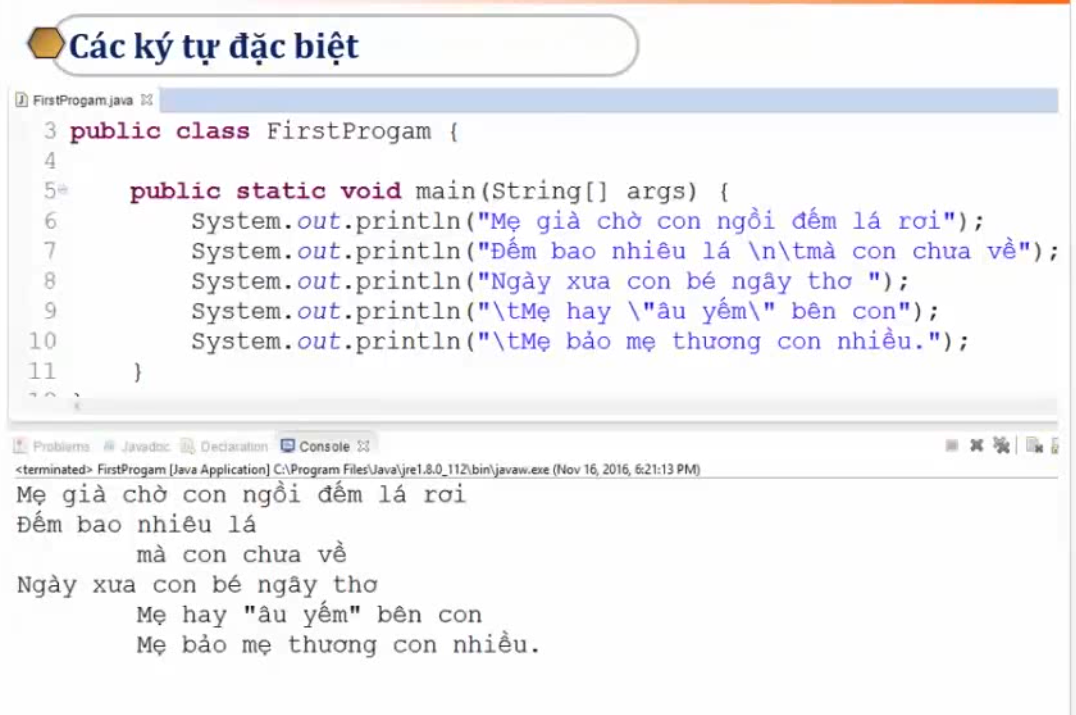 Các ký tự đặc biệt
FirstProgam.java
3 public class FirstProgam {
4
5 public static void main(String[] args) {
6 System.out.println("Mẹ già chờ con ngồi đếm lá rơi");
7 System.out.println("Đếm bao nhiêu lá \n\tmà con chưa về");
8 System.out.println("Ngày xưa con bé ngây thơ ");
9 System.out.println("\tMẹ hay \"âu yếm\" bên con");
10 System.out.println("\tMẹ bảo mẹ thương con nhiều.");
11 }
Problems Javadoc Declaration Console
<terminated> FirstProgam [Java Application] C:\Program Files\Java\jre1.8.0_112\bin\javaw.exe (Nov 16, 2016, 6:21:13 PM)
Mẹ già chờ con ngồi đếm lá rơi
Đếm bao nhiêu lá
mà con chưa về
Ngày xưa con bé ngây thơ
Mẹ hay "âu yếm" bên con
Mẹ bảo mẹ thương con nhiều.